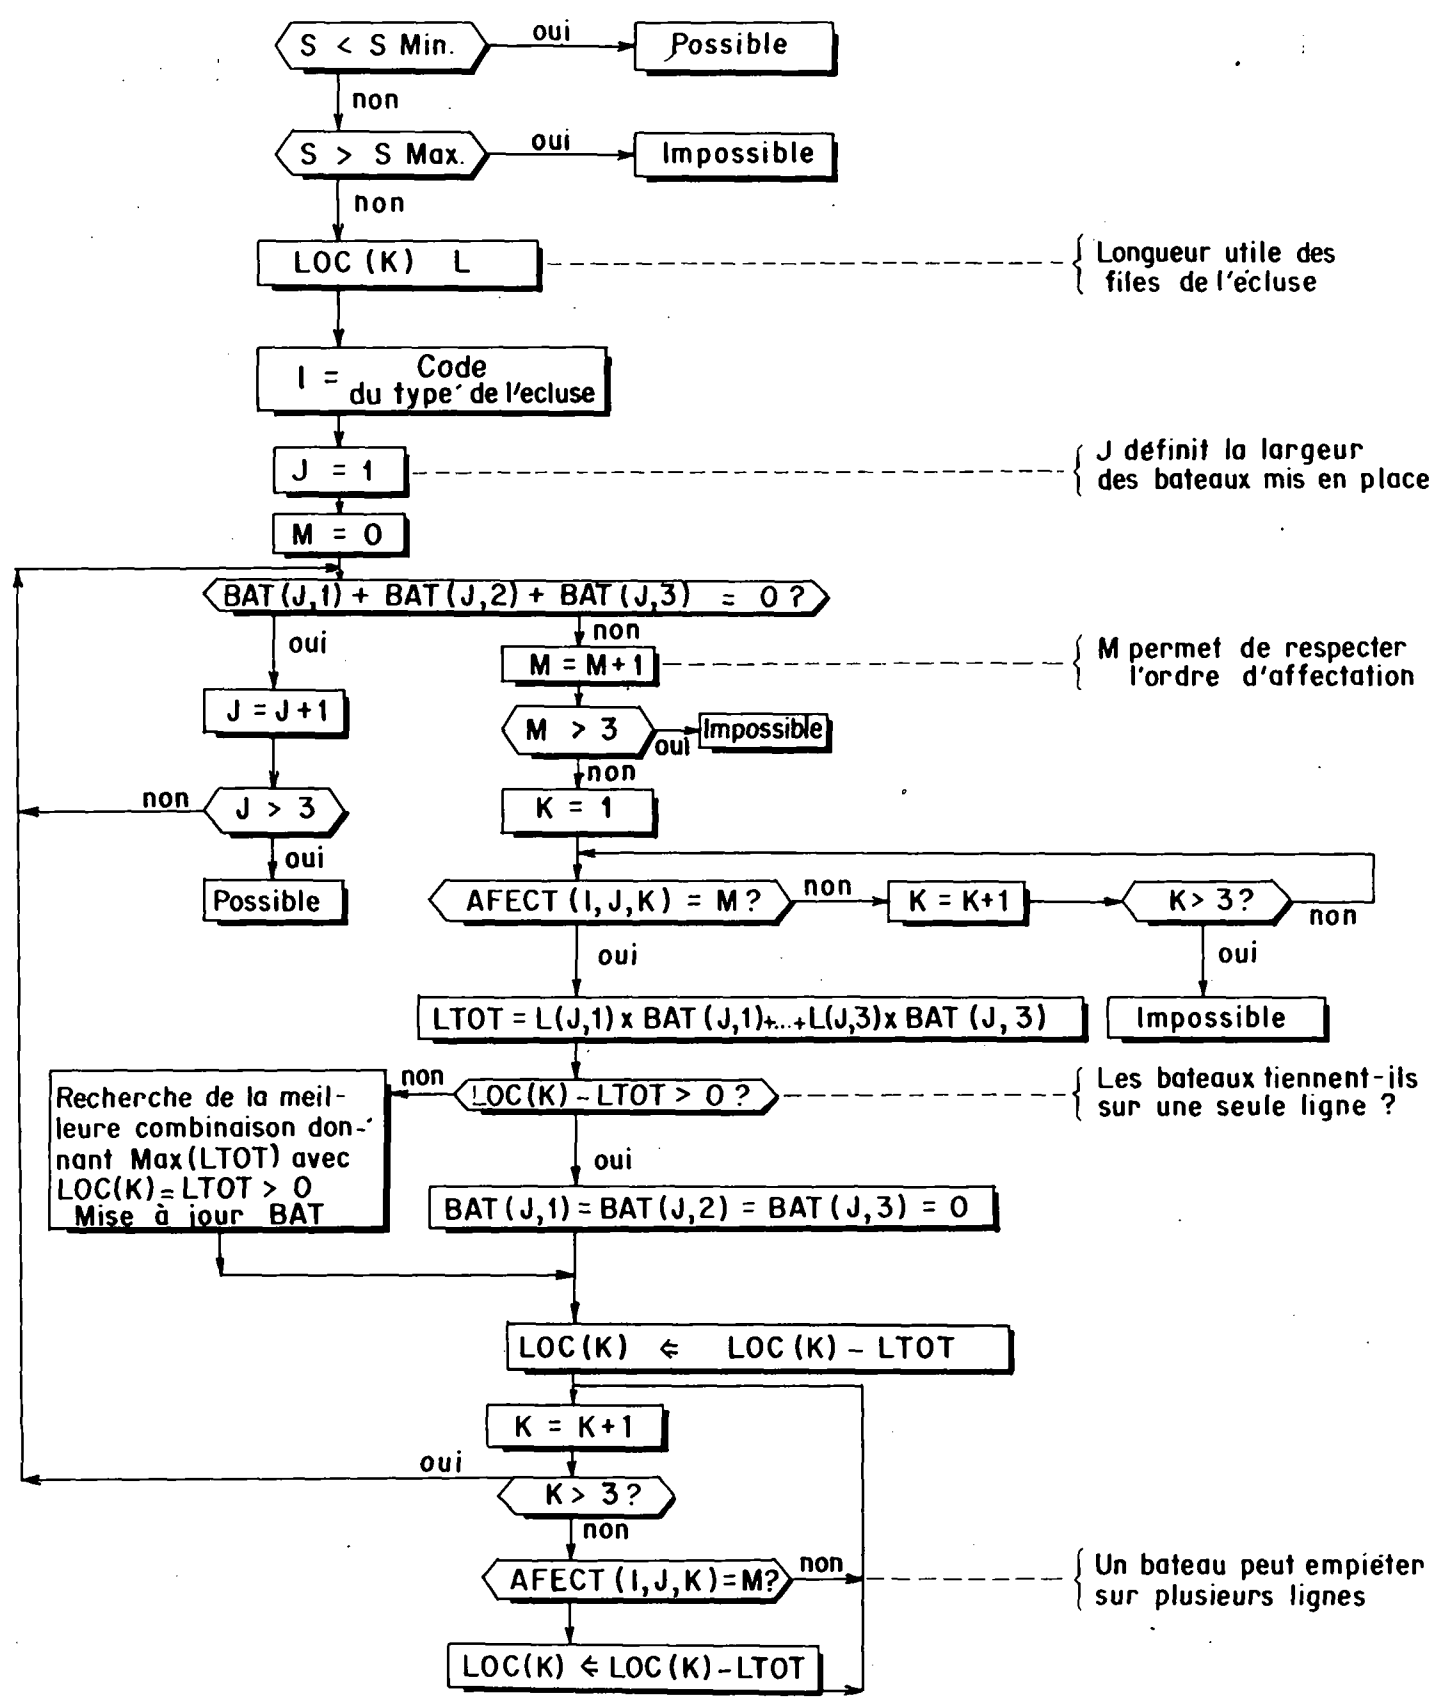 S < S Min.
oui
Possible
non
S > S Max.
oui
Impossible
non
LOC (K) L
Longueur utile des
files de l'écluse
I = Code
du type de l'ecluse
J = 1
J définit la largeur
des bateaux mis en place
M = 0
BAT (J,1) + BAT (J,2) + BAT (J,3) = 0 ?
oui
non
M = M+1
M permet de respecter
l'ordre d'affectation
J = J+1
M > 3
oui
Impossible
non
non
J > 3
K = 1
oui
Possible
AFECT (I,J,K) = M ?
non
K = K+1
K > 3 ?
non
oui
oui
LTOT = L(J,1) x BAT (J,1)+...+L(J,3) x BAT (J,3)
Impossible
non
LOC(K) - LTOT > 0 ?
Les bateaux tiennent-ils
sur une seule ligne ?
Recherche de la meil-
leure combinaison don-
nant Max(LTOT) avec
LOC(K) = LTOT > 0
Mise à jour BAT
oui
BAT (J,1) = BAT (J,2) = BAT (J,3) = 0
LOC (K) ⇐ LOC (K) - LTOT
K = K+1
oui
K > 3 ?
non
AFECT (I,J,K) = M?
non
Un bateau peut empiéter
sur plusieurs lignes
LOC(K) ⇐ LOC(K) - LTOT